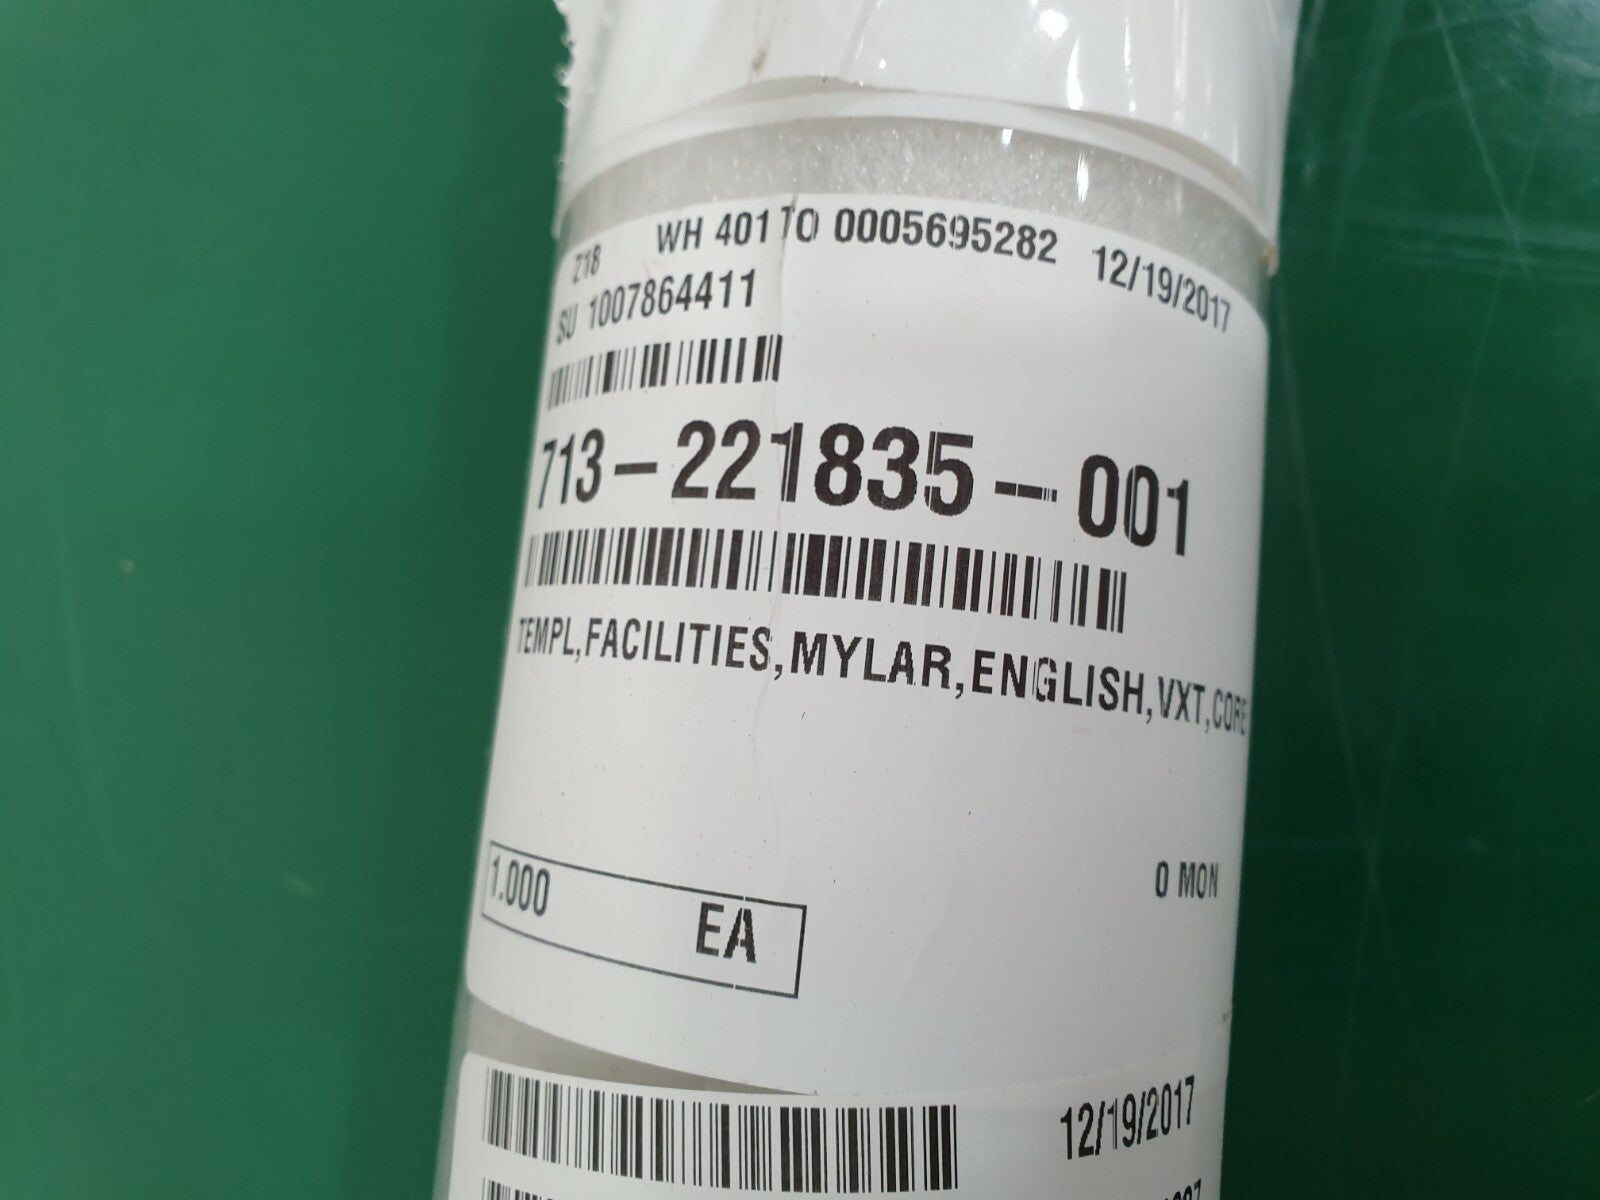 WH 401 TO 0005695282 12/19/2017
Z18
SU 1007864411
713-221835-001
TEMPL,FACILITIES,MYLAR,ENGLISH,VXT,CORE
0 MON
1.000 EA
12/19/2017